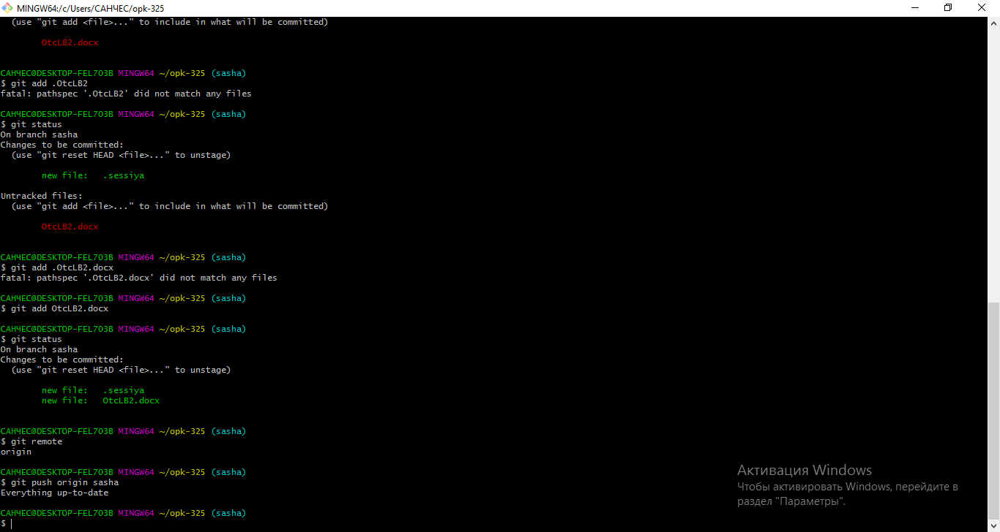 MINGW64:/c/Users/САНЧЕС/opk-325
(use "git add <file>..." to include in what will be committed)
OtcLB2.docx
САНЧЕС@DESKTOP-FEL7O3B MINGW64 ~/opk-325 (sasha)
$ git add .OtcLB2
fatal: pathspec '.OtcLB2' did not match any files
САНЧЕС@DESKTOP-FEL7O3B MINGW64 ~/opk-325 (sasha)
$ git status
On branch sasha
Changes to be committed:
(use "git reset HEAD <file>..." to unstage)
new file:   .sessiya
Untracked files:
(use "git add <file>..." to include in what will be committed)
OtcLB2.docx
САНЧЕС@DESKTOP-FEL7O3B MINGW64 ~/opk-325 (sasha)
$ git add .OtcLB2.docx
fatal: pathspec '.OtcLB2.docx' did not match any files
САНЧЕС@DESKTOP-FEL7O3B MINGW64 ~/opk-325 (sasha)
$ git add OtcLB2.docx
САНЧЕС@DESKTOP-FEL7O3B MINGW64 ~/opk-325 (sasha)
$ git status
On branch sasha
Changes to be committed:
(use "git reset HEAD <file>..." to unstage)
new file:   .sessiya
new file:   OtcLB2.docx
САНЧЕС@DESKTOP-FEL7O3B MINGW64 ~/opk-325 (sasha)
$ git remote
origin
САНЧЕС@DESKTOP-FEL7O3B MINGW64 ~/opk-325 (sasha)
$ git push origin sasha
Everything up-to-date
САНЧЕС@DESKTOP-FEL7O3B MINGW64 ~/opk-325 (sasha)
$
Активация Windows
Чтобы активировать Windows, перейдите в
раздел "Параметры".